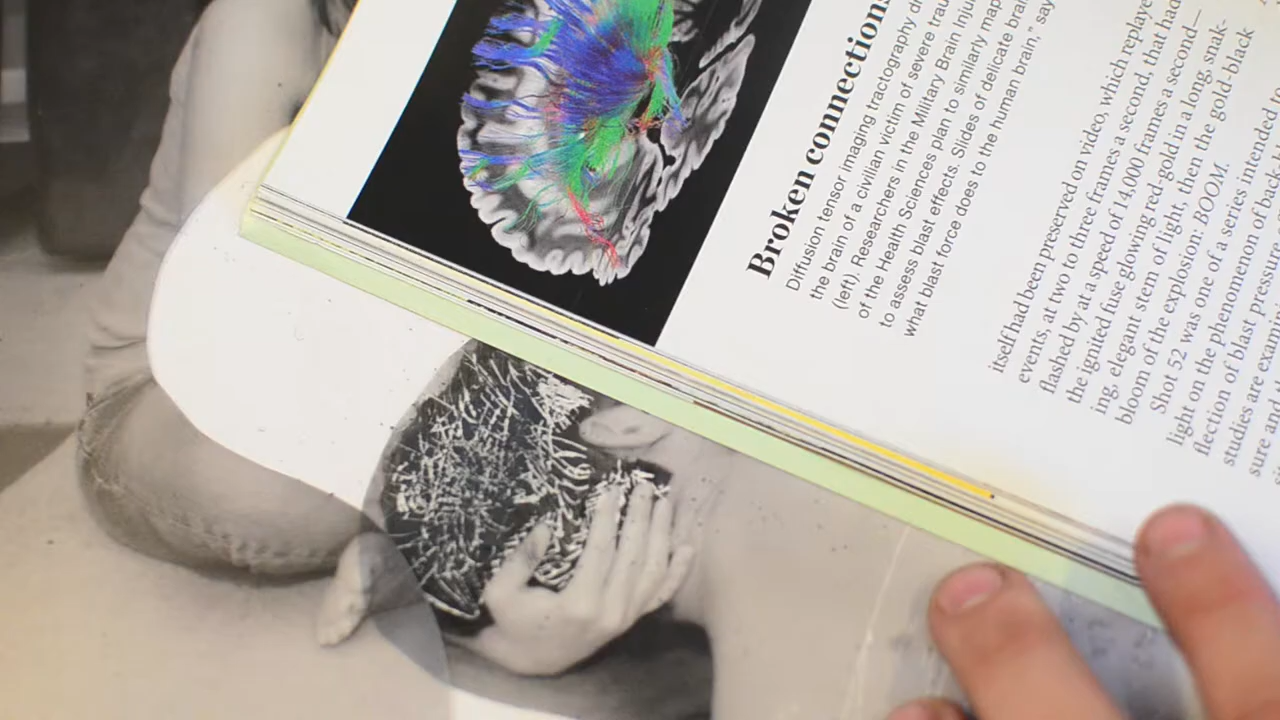 Broken connections
Diffusion tensor imaging tractography
the brain of a civilian victim of severe
(left). Researchers in the Military Brain
of the Health Sciences plan to similarly map
to assess blast effects. Slides of delicate
what blast force does to the human brain,” say
itself had been preserved on video, which
events, at two to three frames a second, that had
flashed by at a speed of 14,000 frames a second—
the ignited fuse glowing red-gold in a long, snak-
ing, elegant stem of light, then the gold-black
bloom of the explosion: BOOM.
Shot 52 was one of a series intended
light on the phenomenon of
flection of blast pressure
studies are
sure and